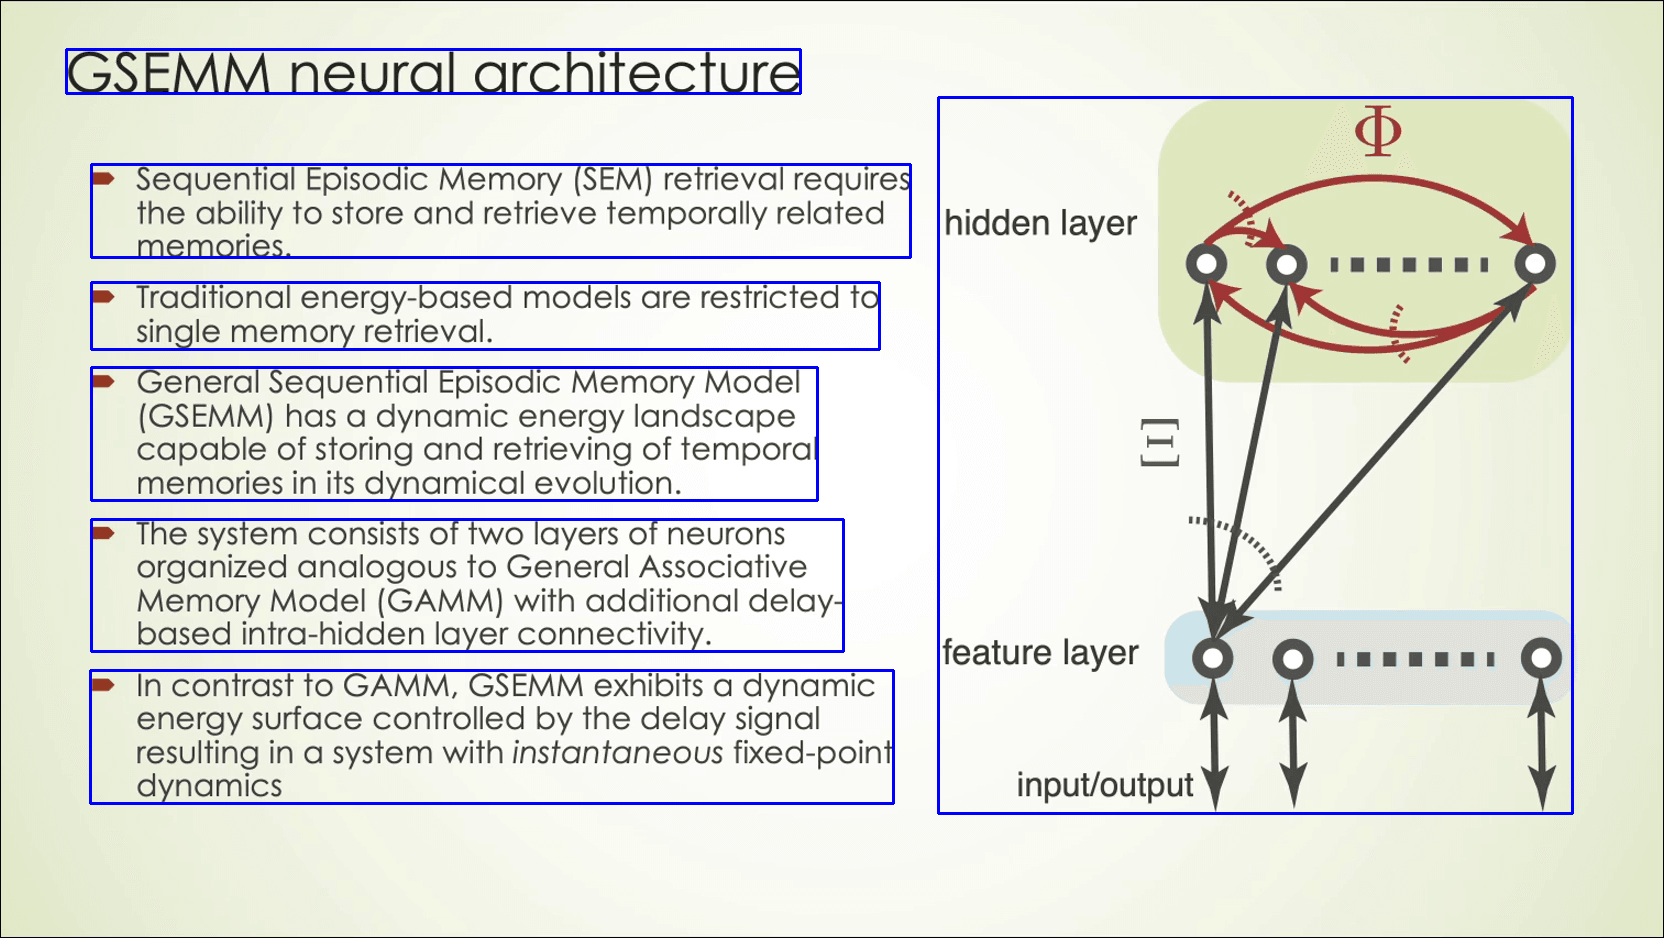 GSEMM neural architecture
Sequential Episodic Memory (SEM) retrieval requires
the ability to store and retrieve temporally related
memories.
Traditional energy-based models are restricted to
single memory retrieval.
General Sequential Episodic Memory Model
(GSEMM) has a dynamic energy landscape
capable of storing and retrieving of temporal
memories in its dynamical evolution.
The system consists of two layers of neurons
organized analogous to General Associative
Memory Model (GAMM) with additional delay-
based intra-hidden layer connectivity.
In contrast to GAMM, GSEMM exhibits a dynamic
energy surface controlled by the delay signal
resulting in a system with instantaneous fixed-point
dynamics
Φ
hidden layer
Ξ
feature layer
input/output